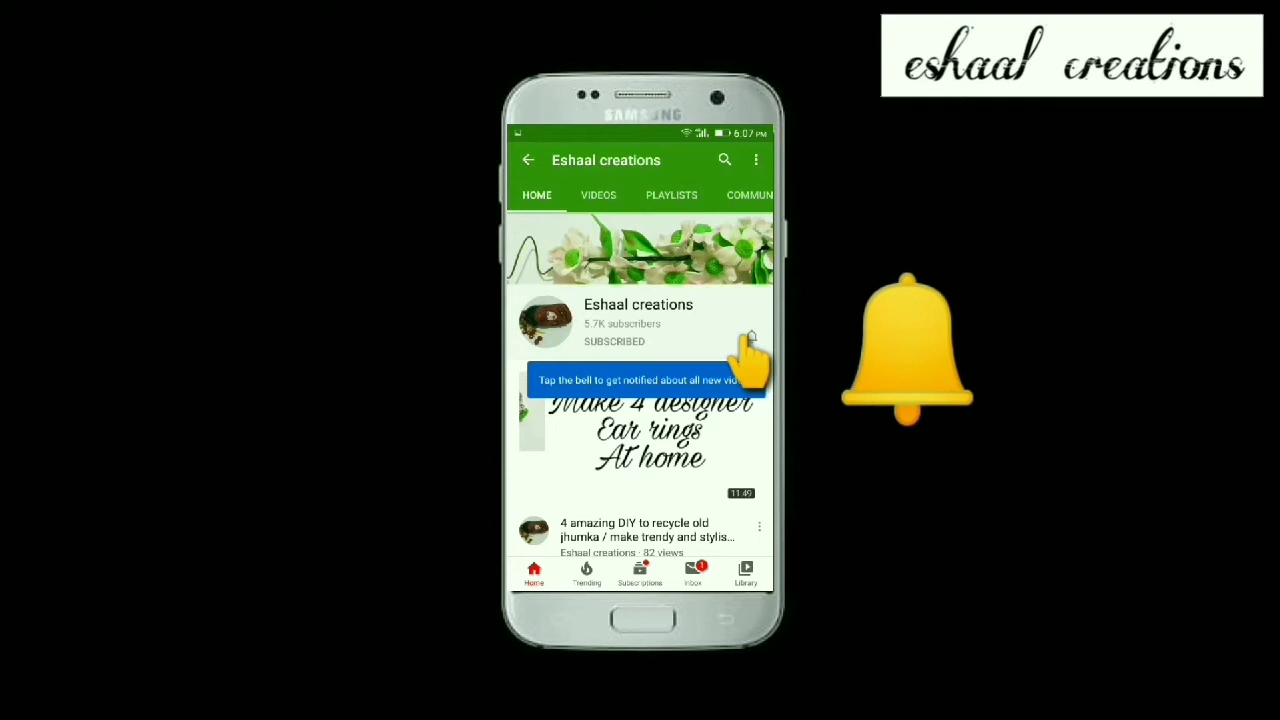 eshaal creations
SAMSUNG
6:07 PM
Eshaal creations
HOME VIDEOS PLAYLISTS COMMUN
Eshaal creations
5.7K subscribers
SUBSCRIBED
Tap the bell to get notified about all new
Make 4 designer
Ear rings
At home
11:49
4 amazing DIY to recycle old
jhumka / make trendy and stylis...
Eshaal creations · 82 views
1
Home Trending Subscriptions Inbox Library